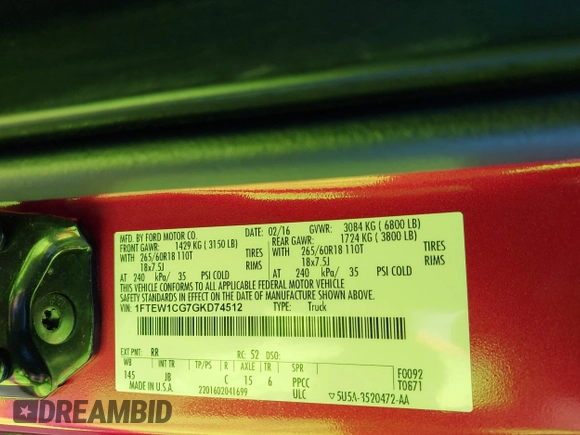 MFD. BY FORD MOTOR CO. DATE: 02/16 GVWR: 3084 KG ( 6800 LB)
FRONT GAWR: 1429 KG ( 3150 LB) REAR GAWR: 1724 KG ( 3800 LB)
WITH 265/60R18 110T TIRES WITH 265/60R18 110T TIRES
18x7.5J RIMS 18x7.5J RIMS
AT 240 kPa/ 35 PSI COLD AT 240 kPa/ 35 PSI COLD
THIS VEHICLE CONFORMS TO ALL APPLICABLE FEDERAL MOTOR VEHICLE
SAFETY STANDARDS IN EFFECT ON THE DATE OF MANUFACTURE SHOWN ABOVE.
VIN: 1FTEW1CG7GKD74512 TYPE: Truck
EXT PNT: RR RC: 52 DSO:
WB INT TR TP/PS R AXLE TR SPR F0092
145 JB C 15 6 PPCC T0871
MADE IN U.S.A. 2201602041699 ULC 5U5A-3520472-AA
DREAMBID